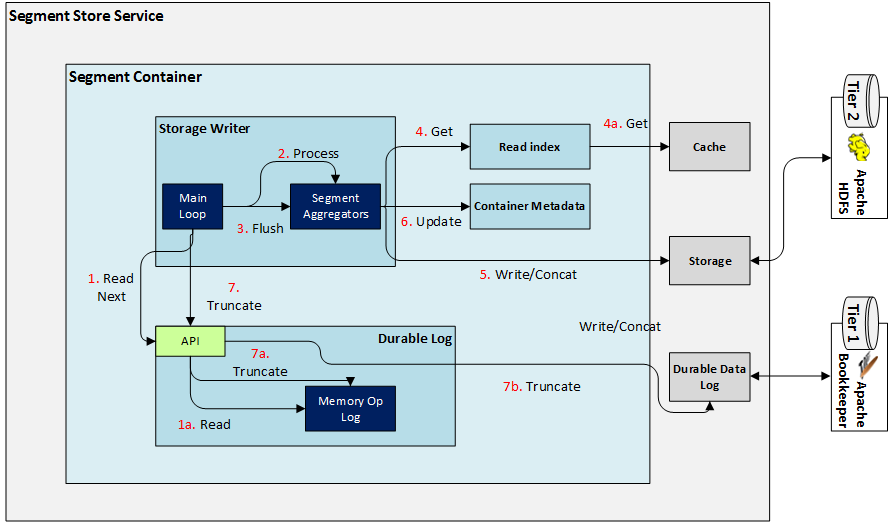 Segment Store Service
Segment Container
Storage Writer
2. Process
4. Get
4a. Get
Read index
Cache
Main
Loop
Segment
Aggregators
Container Metadata
3. Flush
6. Update
Storage
1. Read
Next
7.
Truncate
5. Write/Concat
Write/Concat
API
Durable Log
7a.
Truncate
Durable Data
Log
7b. Truncate
Memory Op
Log
1a. Read
Tier 2
Apache
HDFS
Tier 1
Apache
Bookkeeper